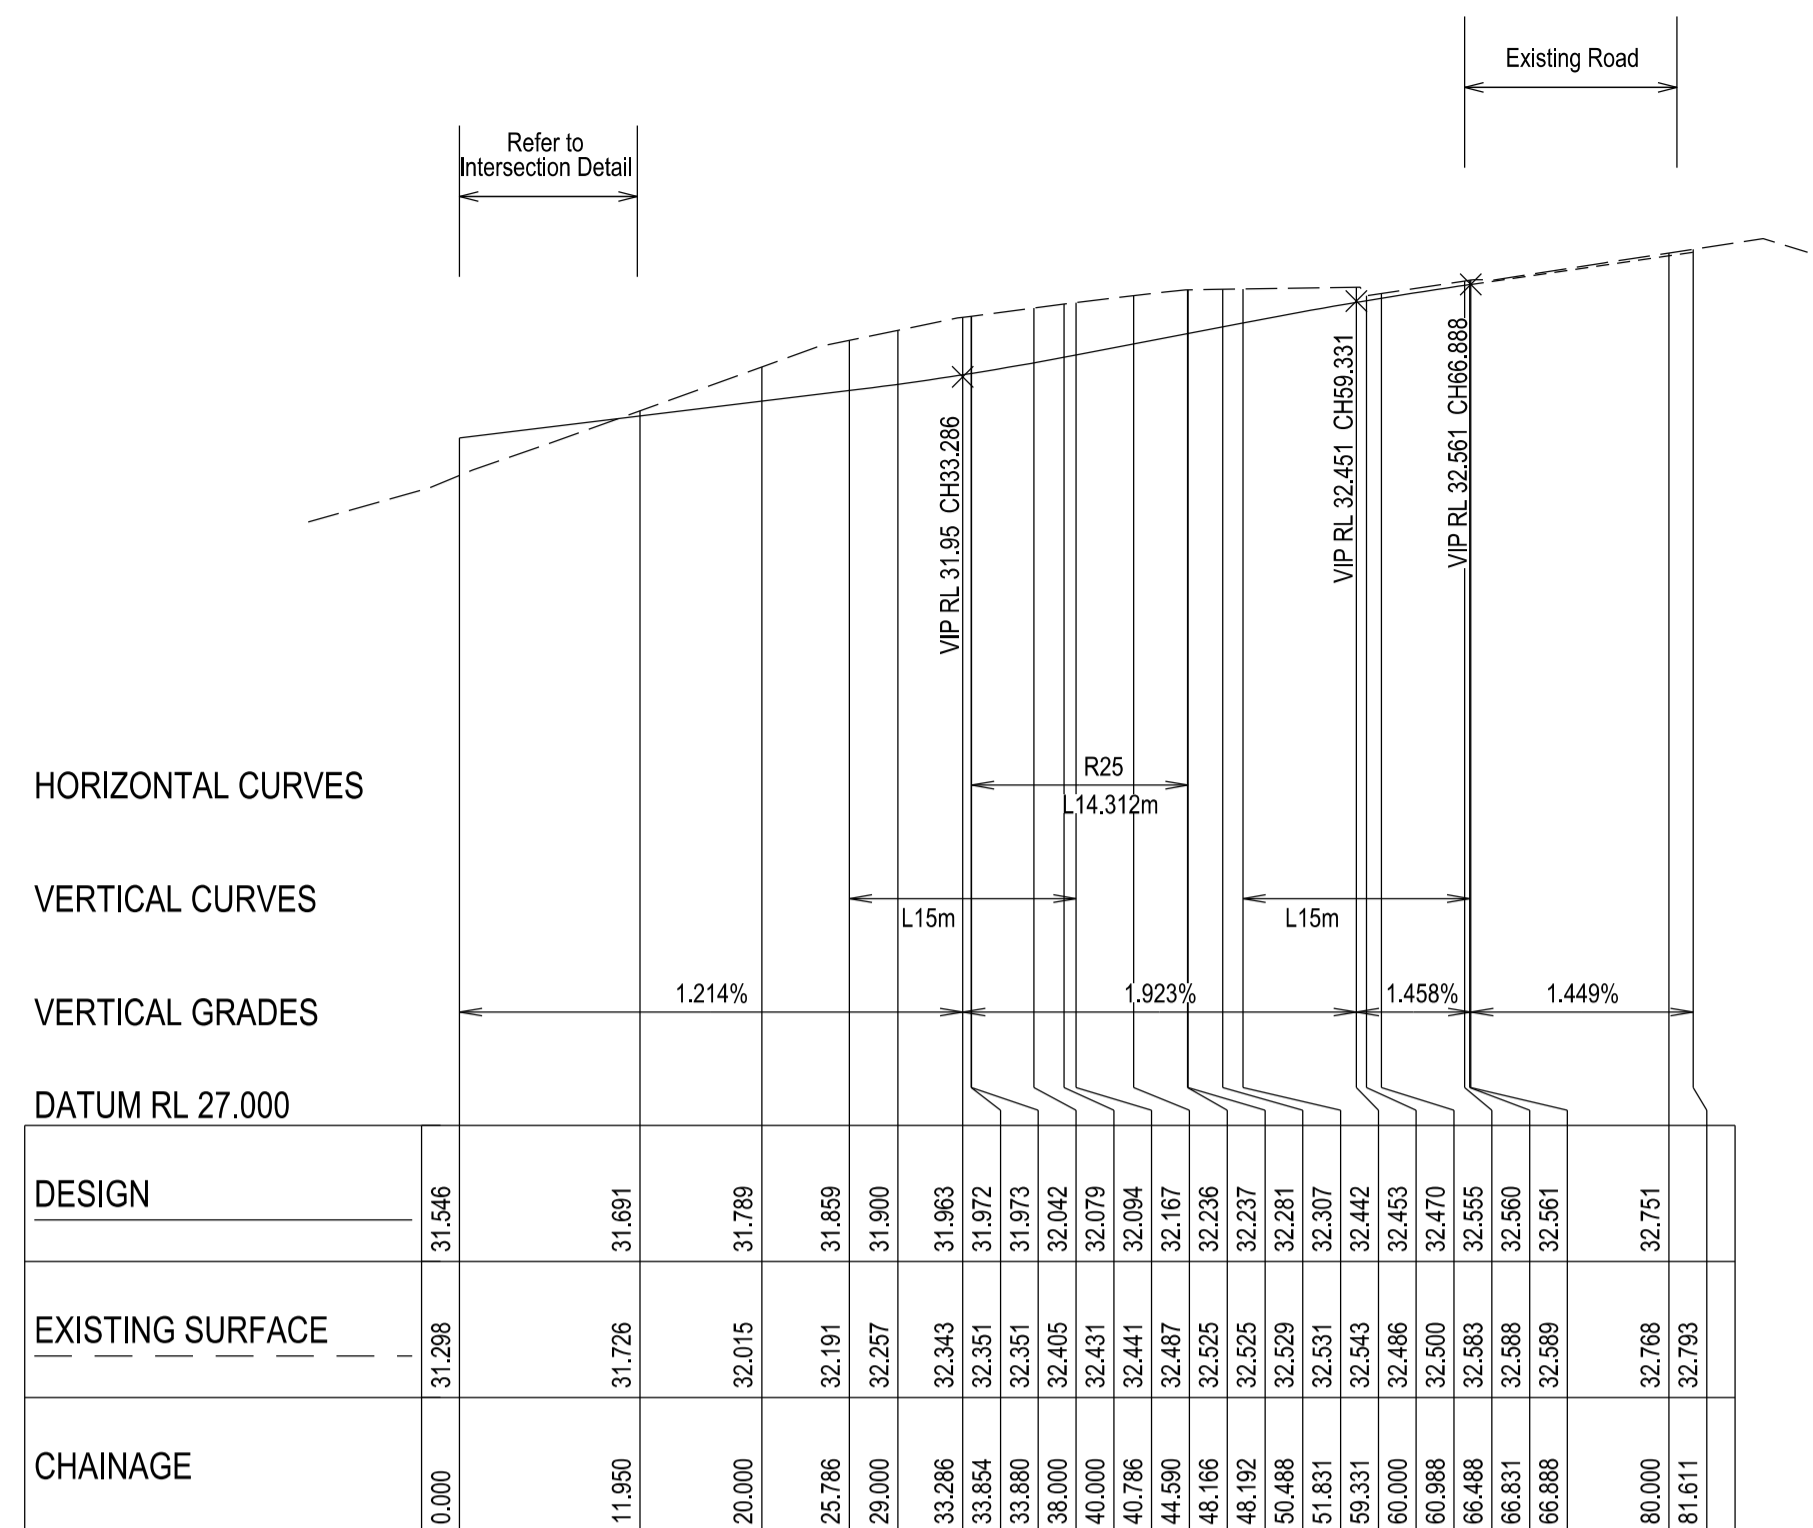 Existing Road
Refer to
Intersection Detail
VIP RL 31.95 CH33.286
VIP RL 32.451 CH59.331
VIP RL 32.561 CH66.888
HORIZONTAL CURVES
R25
L14.312m
VERTICAL CURVES
L15m
L15m
VERTICAL GRADES
1.214%
1.923%
1.458%
1.449%
DATUM RL 27.000
DESIGN
31.546 31.691 31.789 31.859 31.900 31.963 31.972 31.973 32.042 32.079 32.094 32.167 32.236 32.237 32.281 32.307 32.442 32.453 32.470 32.555 32.560 32.561 32.751
EXISTING SURFACE
31.298 31.726 32.015 32.191 32.257 32.343 32.351 32.351 32.405 32.431 32.441 32.487 32.525 32.525 32.529 32.531 32.543 32.486 32.500 32.583 32.588 32.589 32.768 32.793
CHAINAGE
0.000 11.950 20.000 25.786 29.000 33.286 33.854 33.880 38.000 40.000 40.786 44.590 48.166 48.192 50.488 51.831 59.331 60.000 60.988 66.488 66.831 66.888 80.000 81.611